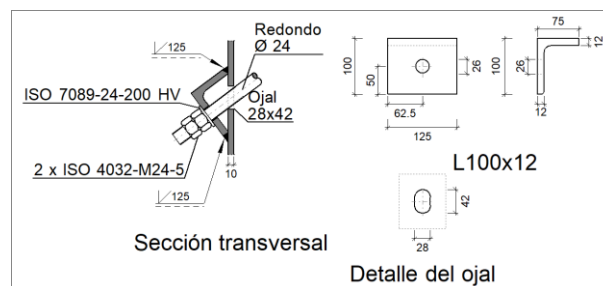 125
Redondo
Ø 24
ISO 7089-24-200 HV
Ojal
28x42
2 x ISO 4032-M24-5
125
10
Sección transversal
100
50
26
62.5
125
75
12
100
26
12
L100x12
42
28
Detalle del ojal